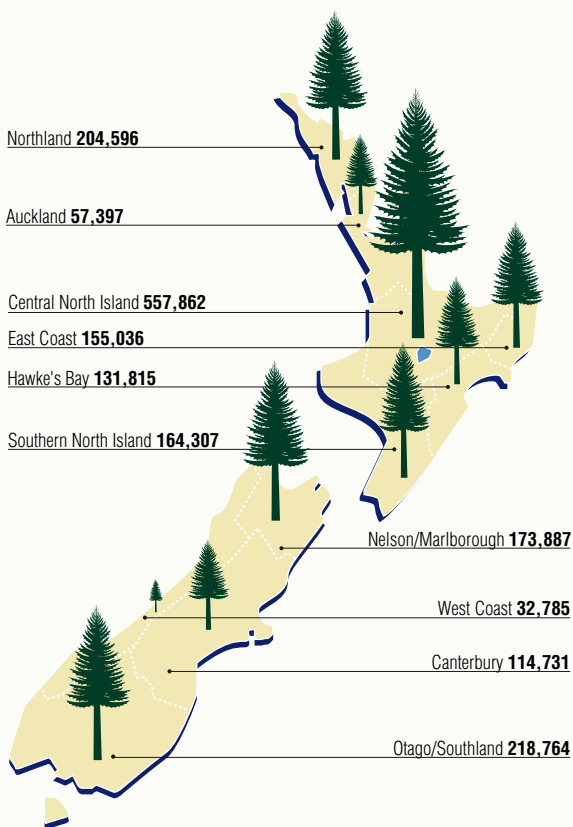 Northland 204,596
Auckland 57,397
Central North Island 557,862
East Coast 155,036
Hawke's Bay 131,815
Southern North Island 164,307
Nelson/Marlborough 173,887
West Coast 32,785
Canterbury 114,731
Otago/Southland 218,764